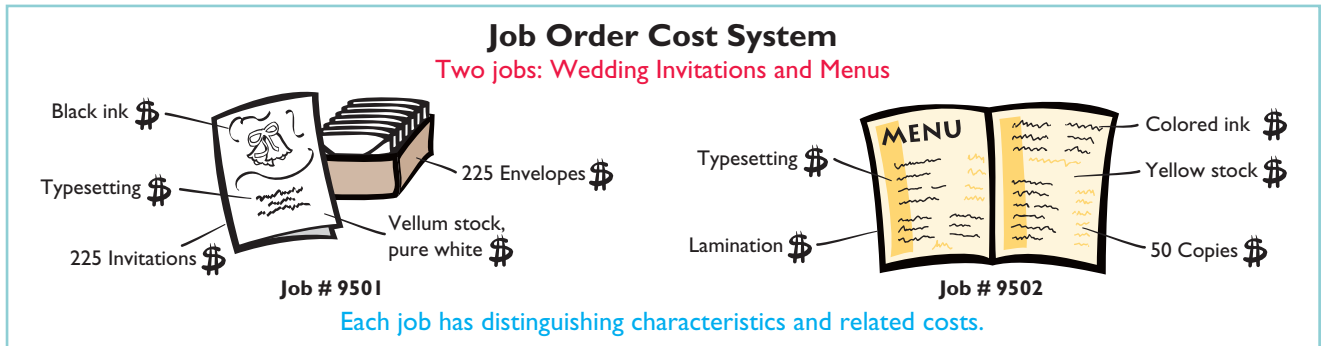 Job Order Cost System
Two jobs: Wedding Invitations and Menus
Black ink $
Typesetting $
225 Invitations $
225 Envelopes $
Vellum stock,
pure white $
Job # 9501
MENU
Typesetting $
Lamination $
Colored ink $
Yellow stock $
50 Copies $
Job # 9502
Each job has distinguishing characteristics and related costs.